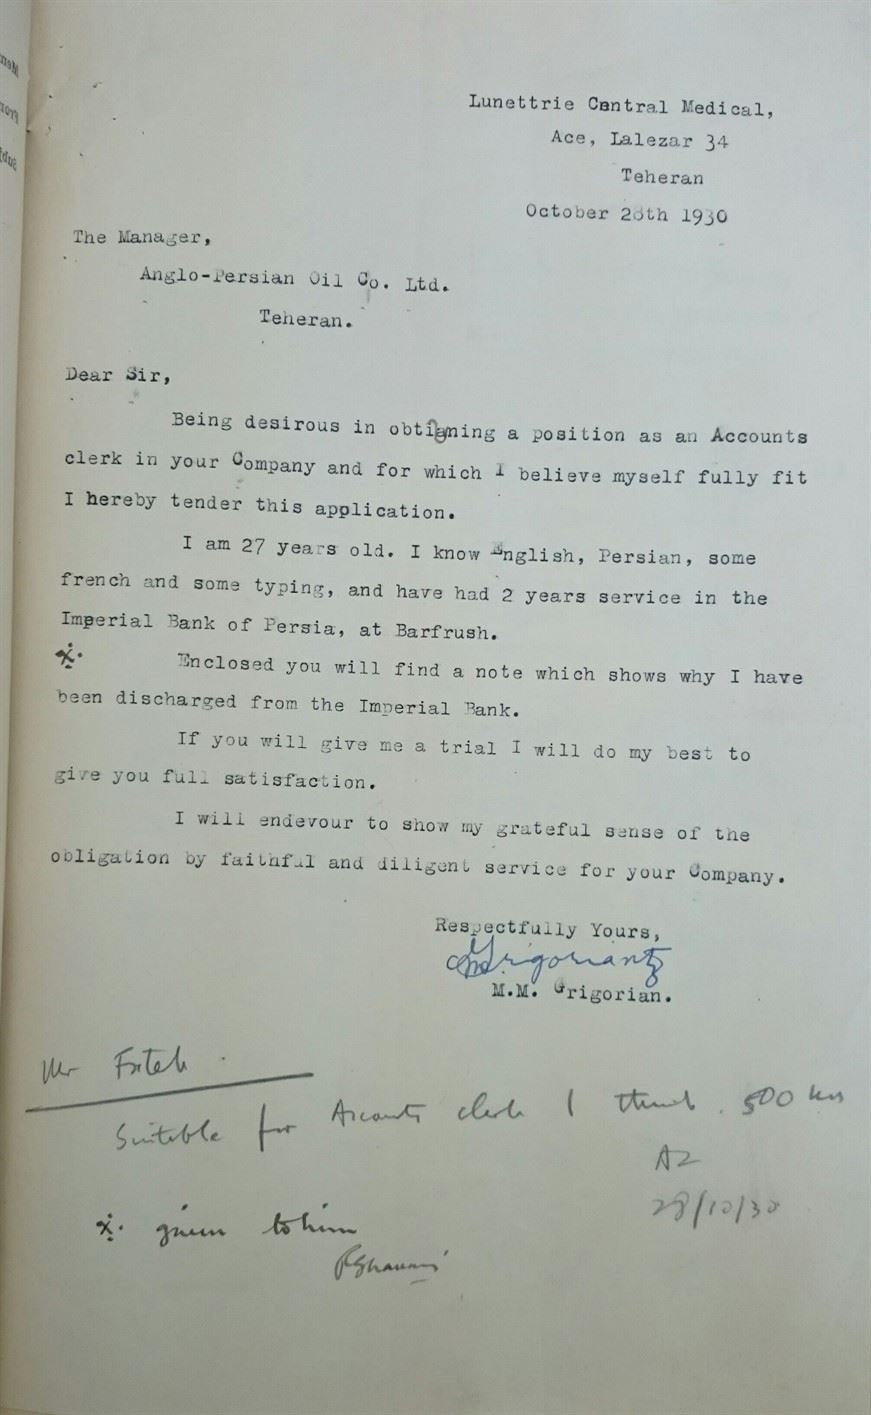 Lunettrie Central Medical,
Ace, Lalezar 34
Teheran
October 28th 1930
The Manager,
Anglo-Persian Oil Co. Ltd.
Teheran.
Dear Sir,
Being desirous in obtianing a position as an Accounts
clerk in your Company and for which I believe myself fully fit
I hereby tender this application.
I am 27 years old. I know English, Persian, some
french and some typing, and have had 2 years service in the
Imperial Bank of Persia, at Barfrush.
Enclosed you will find a note which shows why I have
been discharged from the Imperial Bank.
If you will give me a trial I will do my best to
give you full satisfaction.
I will endevour to show my grateful sense of the
obligation by faithful and diligent service for your Company.
Respectfully Yours,
Grigoriantz
M.M. Grigorian.
Mr
Suitable for Accounts clerk I think. 500
28/10/30
given to him